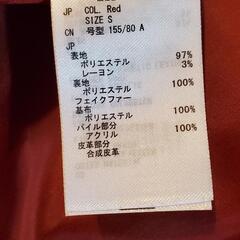 JP COL. Red
SIZE S
CN 号型 155/80 A
JP
表地
ポリエステル 97%
レーヨン 3%
裏地
ポリエステル 100%
フェイクファー
基布
ポリエステル 100%
パイル部分
アクリル 100%
皮革部分
合成皮革